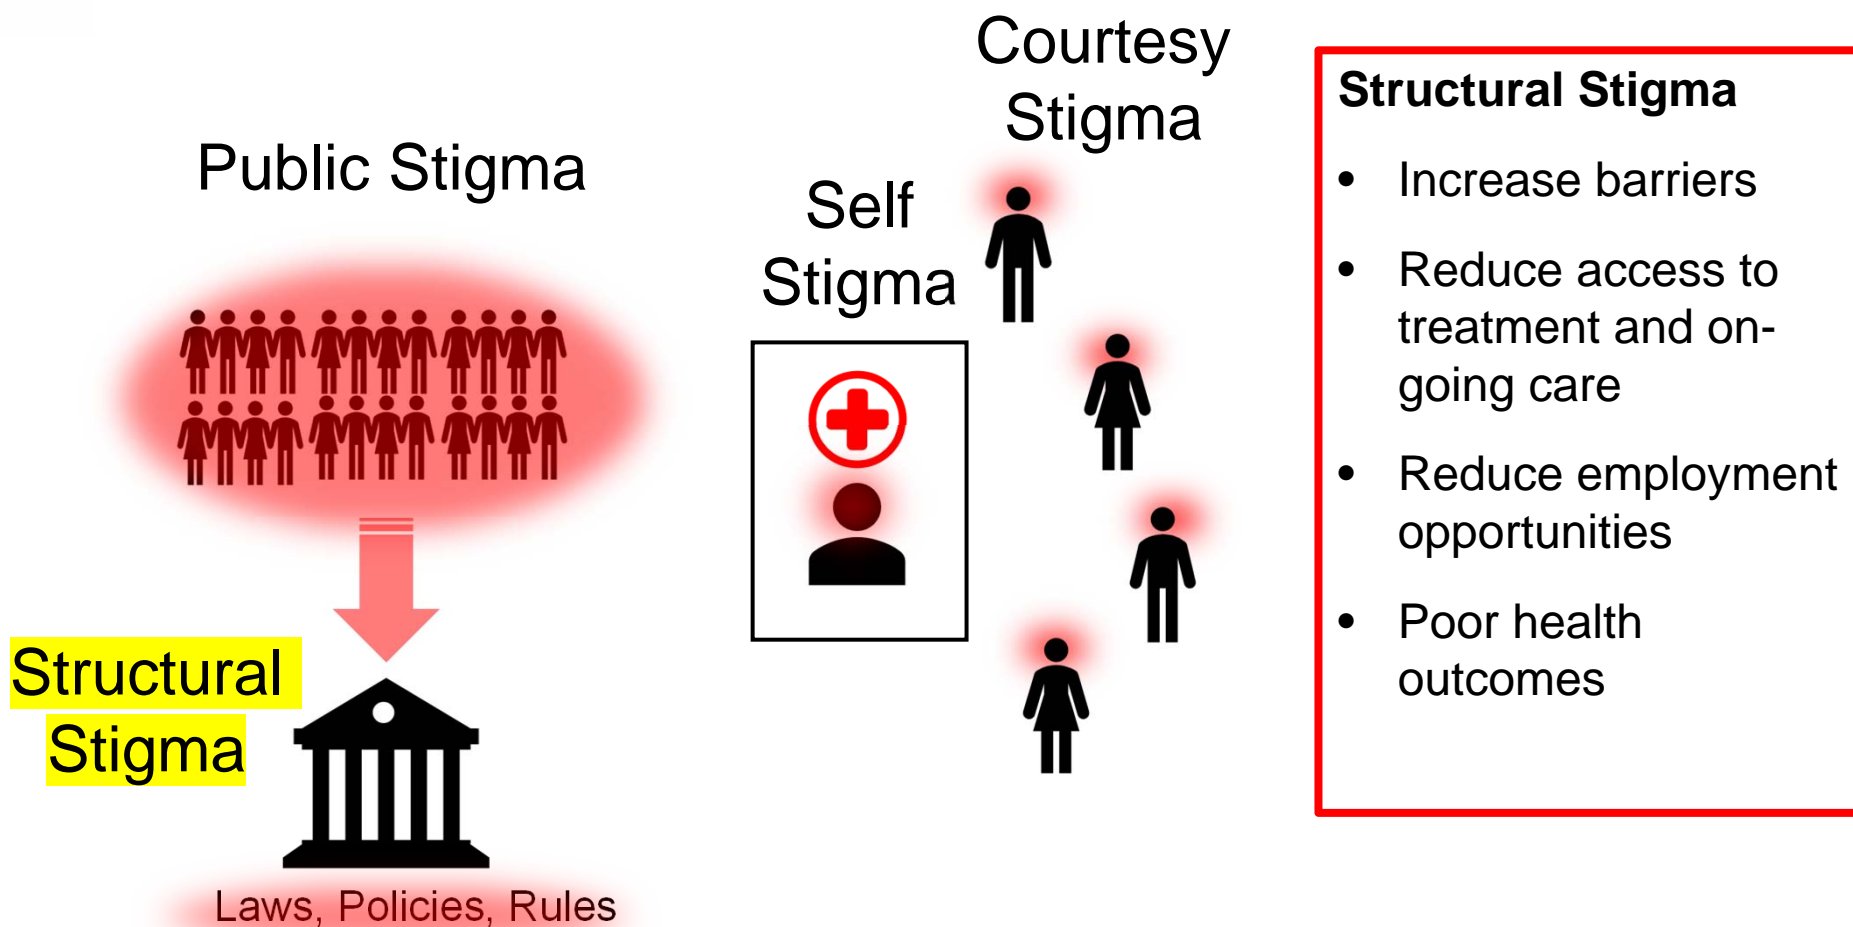 Public Stigma
Self
Stigma
Courtesy
Stigma
Structural
Stigma
Laws, Policies, Rules
Structural Stigma
• Increase barriers
• Reduce access to
treatment and on-
going care
• Reduce employment
opportunities
• Poor health
outcomes